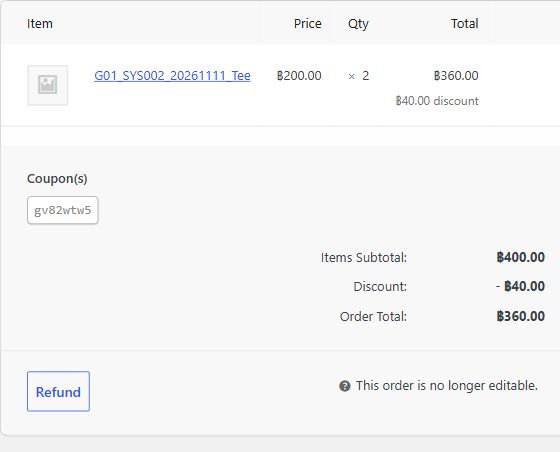 Item Price Qty Total
G01_SYS002_20261111_Tee ฿200.00 × 2 ฿360.00
฿40.00 discount
Coupon(s)
gv82wtw5
Items Subtotal: ฿400.00
Discount: - ฿40.00
Order Total: ฿360.00
Refund
? This order is no longer editable.